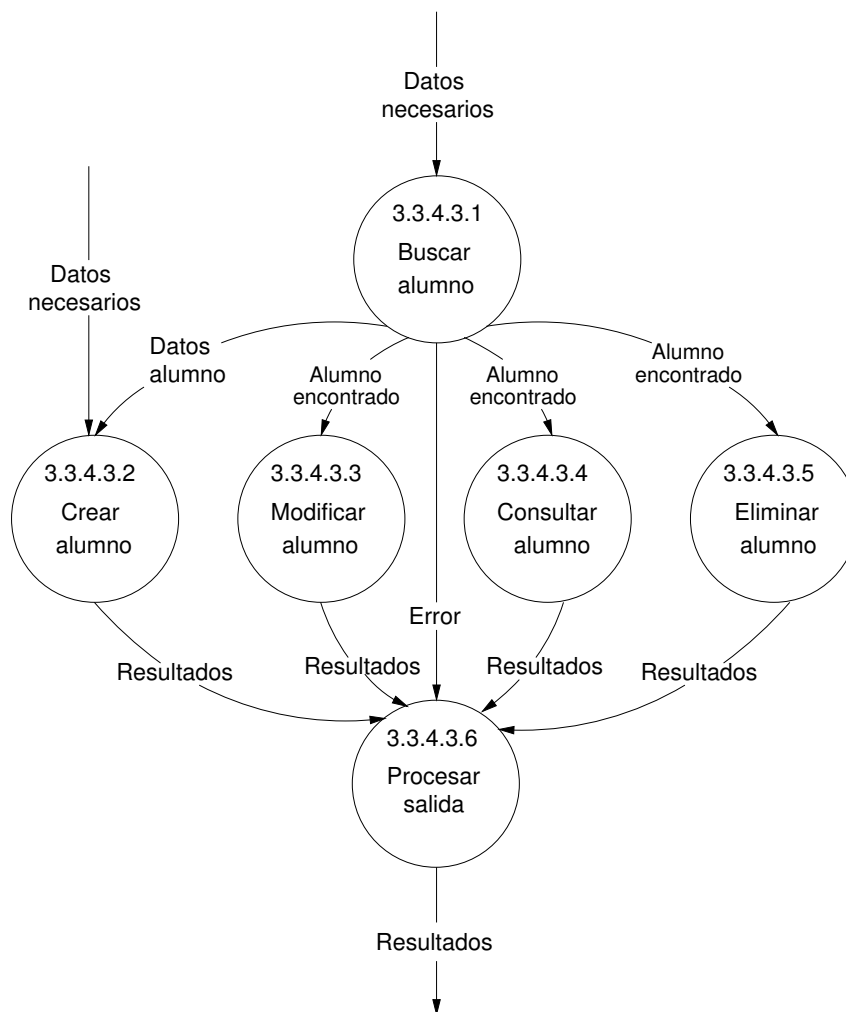 Datos
necesarios
3.3.4.3.1
Buscar
alumno
Datos
necesarios
Datos
alumno
Alumno
encontrado
Alumno
encontrado
Alumno
encontrado
3.3.4.3.2
Crear
alumno
3.3.4.3.3
Modificar
alumno
3.3.4.3.4
Consultar
alumno
3.3.4.3.5
Eliminar
alumno
Error
Resultados
Resultados
Resultados
Resultados
3.3.4.3.6
Procesar
salida
Resultados